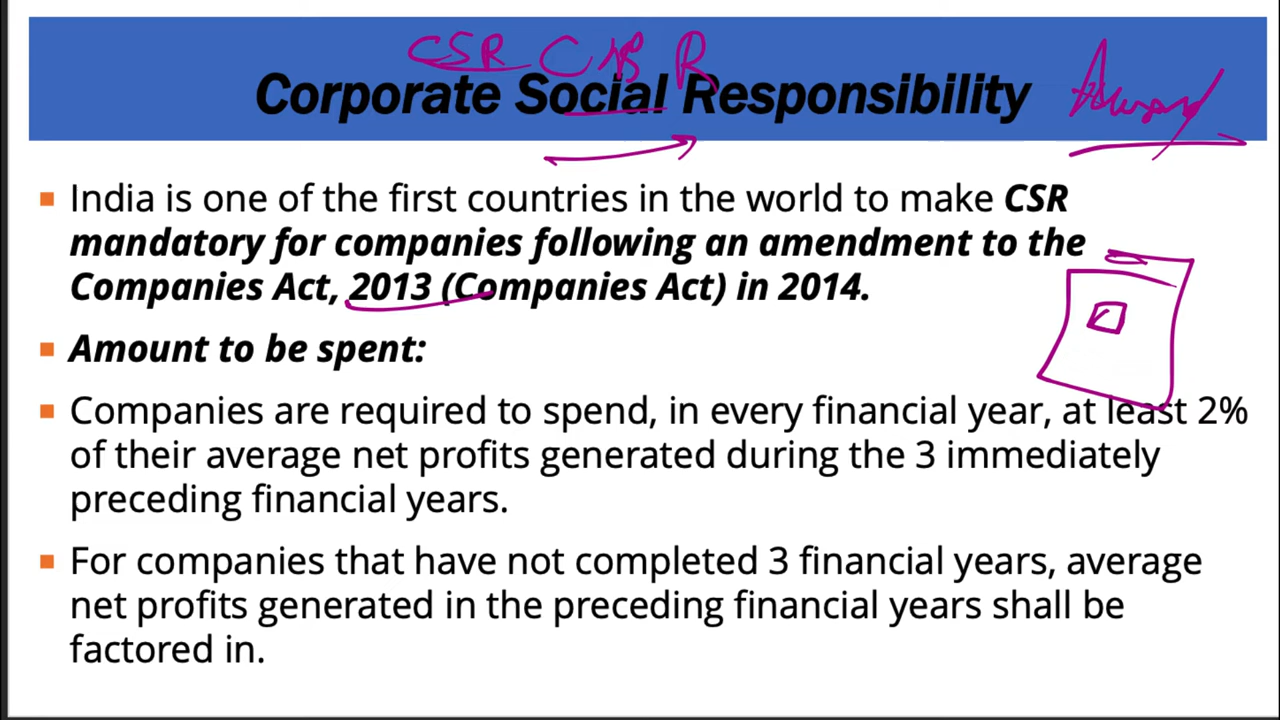 CSR C R
Corporate Social Responsibility
▪ India is one of the first countries in the world to make CSR
mandatory for companies following an amendment to the
Companies Act, 2013 (Companies Act) in 2014.
▪ Amount to be spent:
▪ Companies are required to spend, in every financial year, at least 2%
of their average net profits generated during the 3 immediately
preceding financial years.
▪ For companies that have not completed 3 financial years, average
net profits generated in the preceding financial years shall be
factored in.